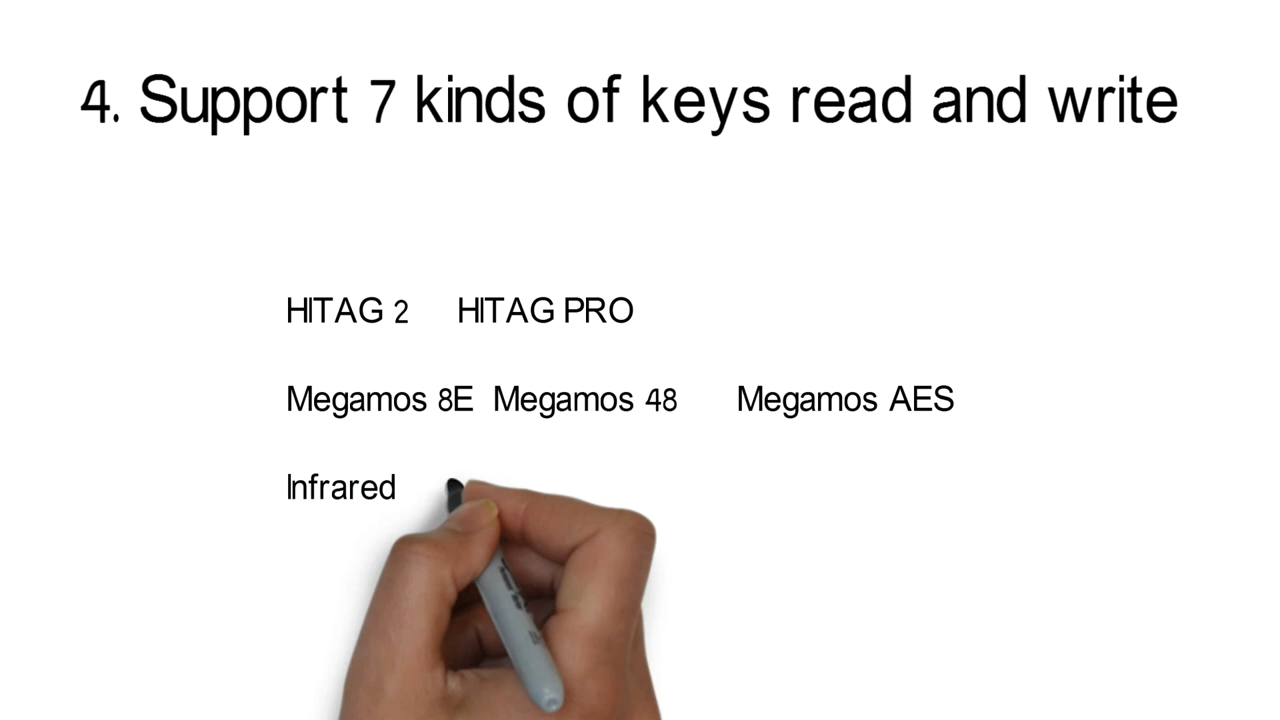 4. Support 7 kinds of keys read and write
HITAG 2 HITAG PRO
Megamos 8E Megamos 48 Megamos AES
Infrared